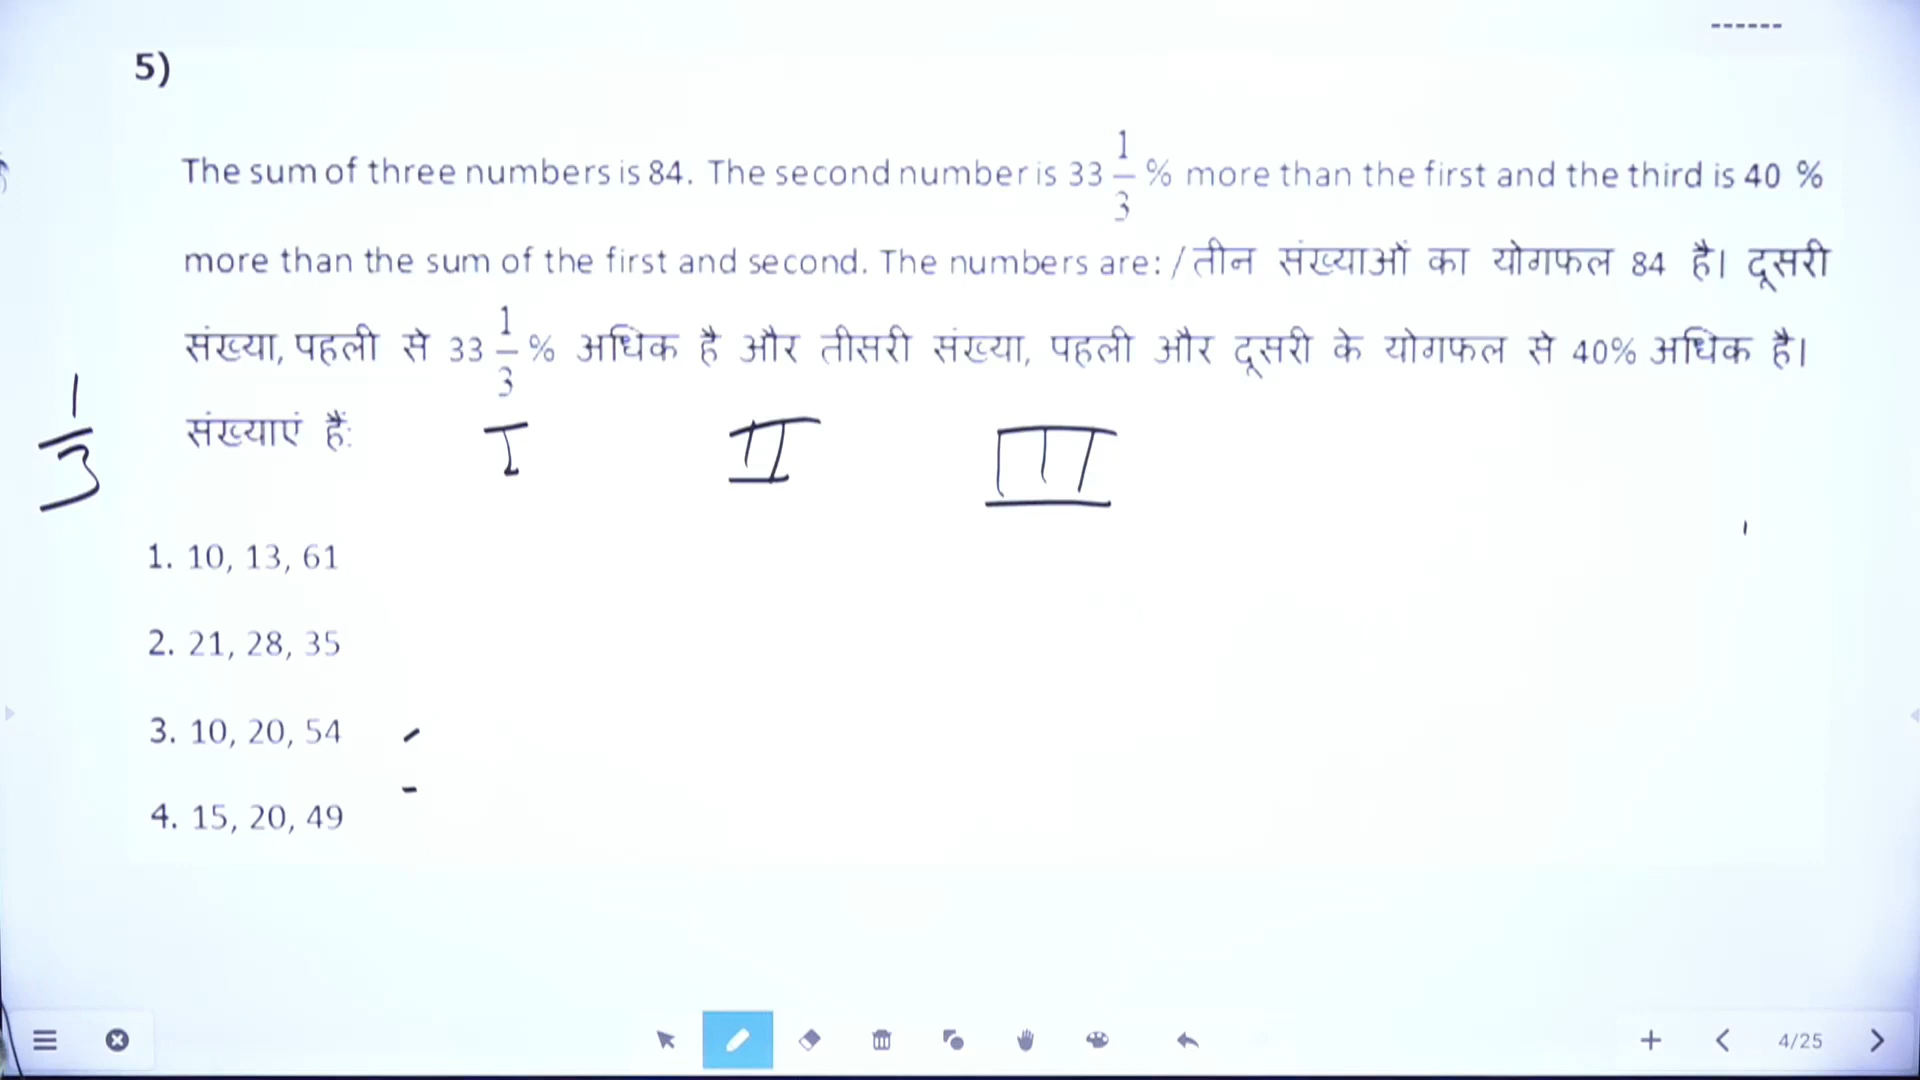 ------
5)
The sum of three numbers is 84. The second number is 33 1/3 % more than the first and the third is 40 %
more than the sum of the first and second. The numbers are: / तीन संख्याओं का योगफल 84 है। दूसरी
संख्या, पहली से 33 1/3 % अधिक है और तीसरी संख्या, पहली और दूसरी के योगफल से 40% अधिक है।
संख्याएं हैं:
1/3
I II III
1. 10, 13, 61
2. 21, 28, 35
3. 10, 20, 54
4. 15, 20, 49
4/25